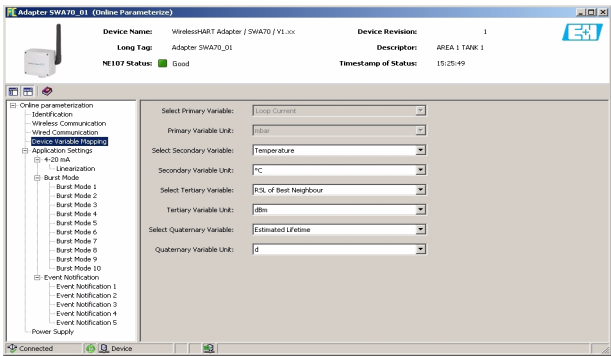 Adapter SWA70_01 (Online Parameterize)
Device Name: WirelessHART Adapter / SWA70 / V1.xx Device Revision: 1
Long Tag: Adapter SWA70_01 Descriptor: AREA 1 TANK 1
NE107 Status: Good Timestamp of Status: 15:25:49
E+H
Online parameterization
Identification
Wireless Communication
Wired Communication
Device Variable Mapping
Application Settings
4-20 mA
Linearization
Burst Mode
Burst Mode 1
Burst Mode 2
Burst Mode 3
Burst Mode 4
Burst Mode 5
Burst Mode 6
Burst Mode 7
Burst Mode 8
Burst Mode 9
Burst Mode 10
Event Notification
Event Notification 1
Event Notification 2
Event Notification 3
Event Notification 4
Event Notification 5
Power Supply
Select Primary Variable: Loop Current
Primary Variable Unit: mbar
Select Secondary Variable: Temperature
Secondary Variable Unit: °C
Select Tertiary Variable: RSL of Best Neighbour
Tertiary Variable Unit: dBm
Select Quaternary Variable: Estimated Lifetime
Quaternary Variable Unit: d
Connected Device